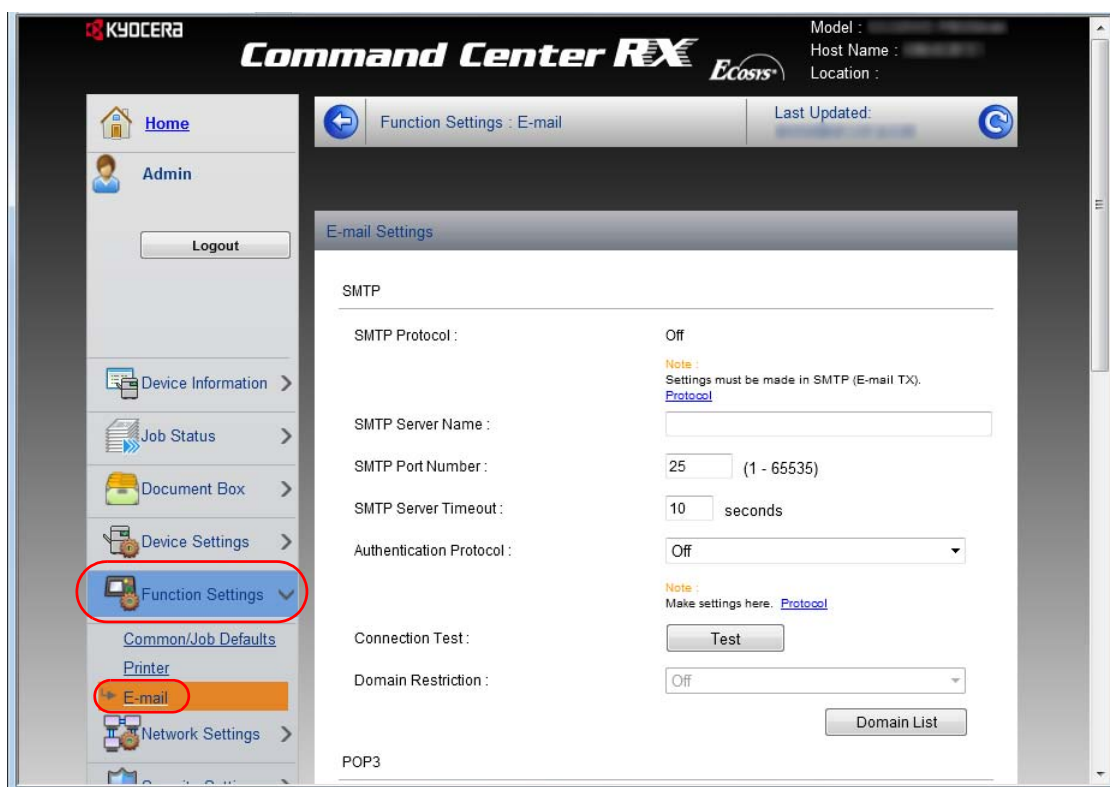 KYOCERA
Command Center RX
Ecosys
Model :
Host Name :
Location :
Home
Admin
Logout
Device Information
Job Status
Document Box
Device Settings
Function Settings
Common/Job Defaults
Printer
E-mail
Network Settings
Function Settings : E-mail
Last Updated:
E-mail Settings
SMTP
SMTP Protocol : Off
Note :
Settings must be made in SMTP (E-mail TX).
Protocol
SMTP Server Name :
SMTP Port Number : 25 (1 - 65535)
SMTP Server Timeout : 10 seconds
Authentication Protocol : Off
Note :
Make settings here. Protocol
Connection Test : Test
Domain Restriction : Off
Domain List
POP3